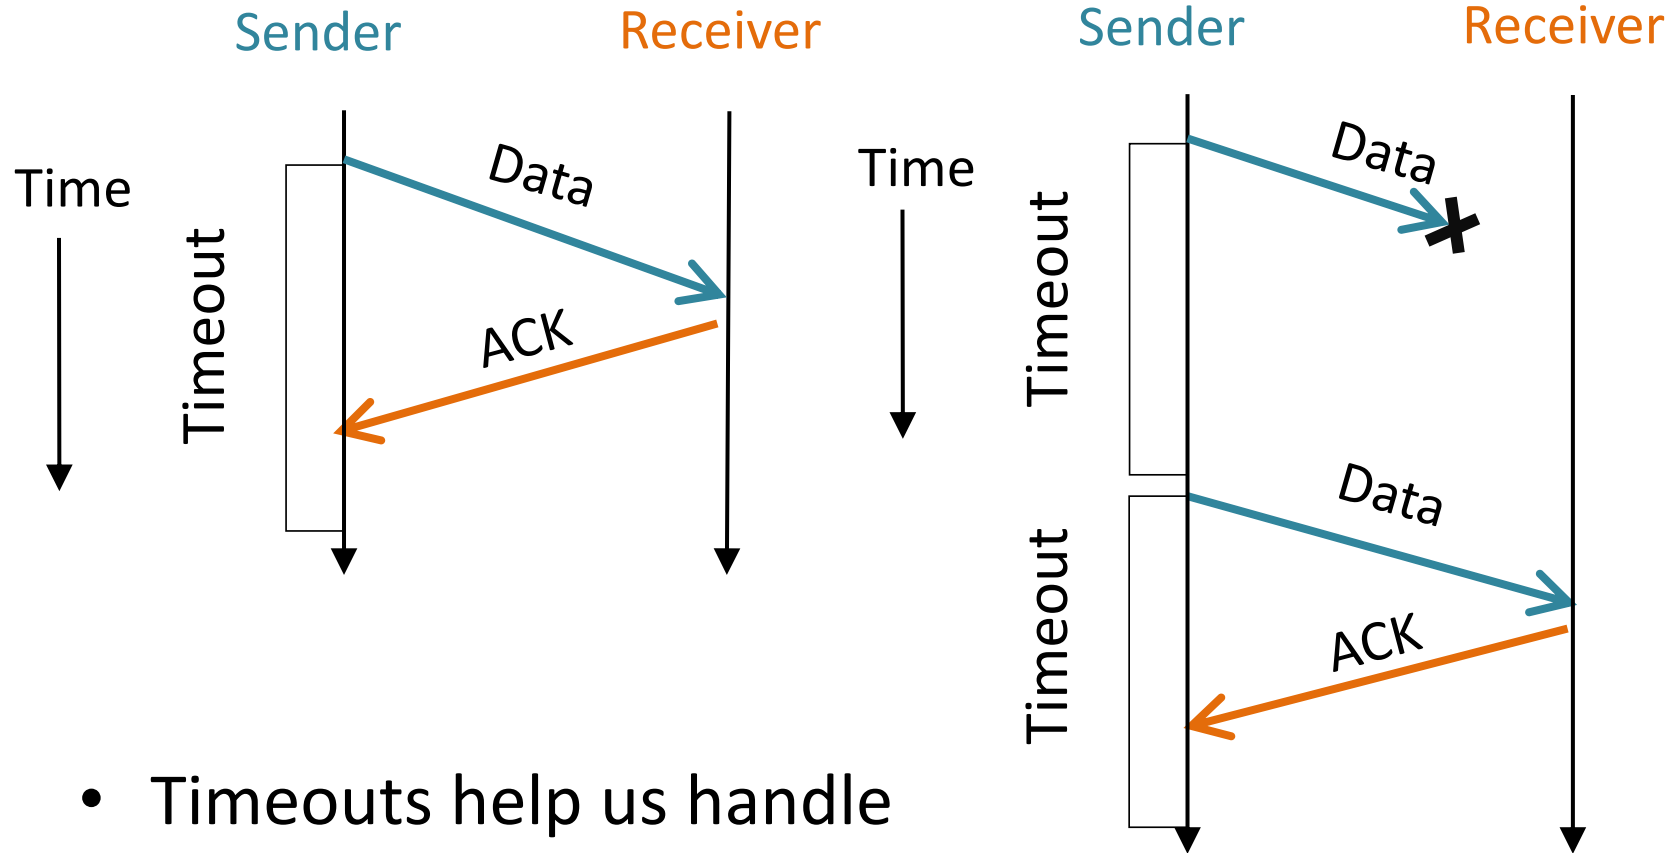 Sender
Receiver
Time
Timeout
Data
ACK
Sender
Receiver
Time
Timeout
Data
Timeout
Data
ACK
• Timeouts help us handle